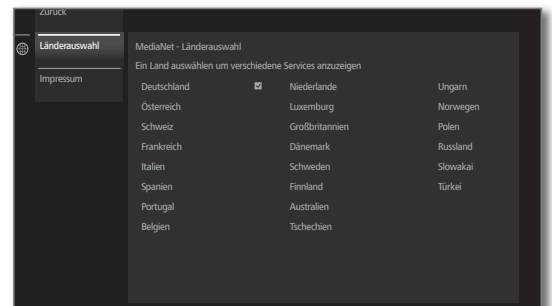 Zurück
Länderauswahl
Impressum
MediaNet - Länderauswahl
Ein Land auswählen um verschiedene Services anzuzeigen
Deutschland Niederlande Ungarn
Österreich Luxemburg Norwegen
Schweiz Großbritannien Polen
Frankreich Dänemark Russland
Italien Schweden Slowakai
Spanien Finnland Türkei
Portugal Australien
Belgien Tschechien